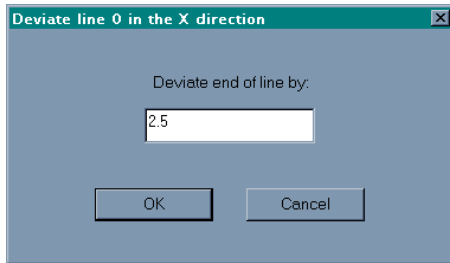 Deviate line 0 in the X direction
Deviate end of line by:
2.5
OK Cancel